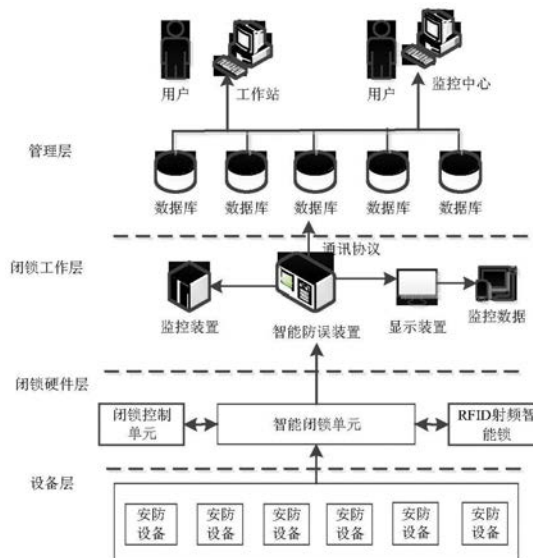 用户
工作站
用户
监控中心
管理层
数据库
数据库
数据库
数据库
数据库
通讯协议
闭锁工作层
监控装置
智能防误装置
显示装置
监控数据
闭锁硬件层
闭锁控制
单元
智能闭锁单元
RFID射频智
能锁
设备层
安防
设备
安防
设备
安防
设备
安防
设备
安防
设备
安防
设备